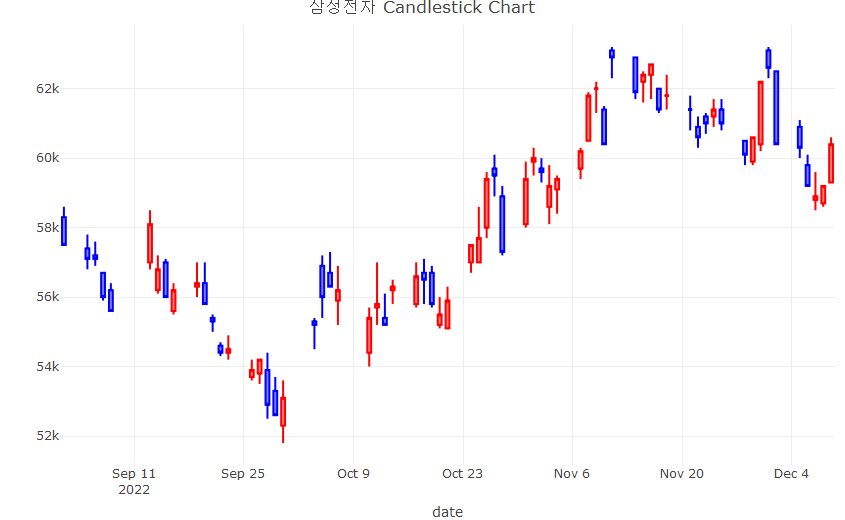 삼성전자 Candlestick Chart
62k
60k
58k
56k
54k
52k
Sep 11
2022
Sep 25
Oct 9
Oct 23
Nov 6
Nov 20
Dec 4
date